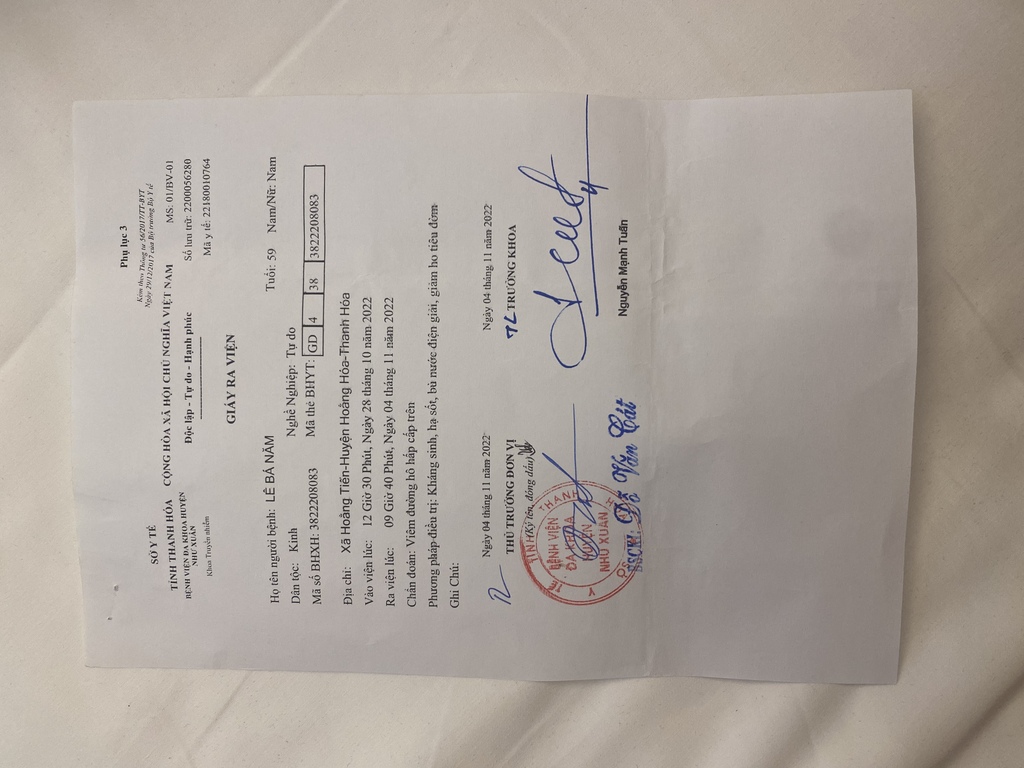 Phụ lục 3
Kèm theo Thông tư 56/2017/TT-BYT
Ngày 29/12/2017 của Bộ trưởng Bộ Y tế
SỞ Y TẾ
TỈNH THANH HÓA
BỆNH VIỆN ĐA KHOA HUYỆN
NHƯ XUÂN
Khoa Truyền nhiễm
CỘNG HÒA XÃ HỘI CHỦ NGHĨA VIỆT NAM
Độc lập - Tự do - Hạnh phúc
MS: 01/BV-01
Số lưu trữ: 2200056280
Mã y tế: 22180010764
GIẤY RA VIỆN
Họ tên người bệnh: LÊ BÁ NĂM Tuổi: 59 Nam/Nữ: Nam
Dân tộc: Kinh Nghề Nghiệp: Tự do
Mã số BHXH: 3822208083 Mã thẻ BHYT: GD 4 38 3822208083
Địa chỉ: Xã Hoằng Tiến-Huyện Hoằng Hóa-Thanh Hóa
Vào viện lúc: 12 Giờ 30 Phút, Ngày 28 tháng 10 năm 2022
Ra viện lúc: 09 Giờ 40 Phút, Ngày 04 tháng 11 năm 2022
Chẩn đoán: Viêm đường hô hấp cấp trên
Phương pháp điều trị: Kháng sinh, hạ sốt, bù nước điện giải, giảm ho tiêu đờm
Ghi Chú:
Ngày 04 tháng 11 năm 2022
THỦ TRƯỞNG ĐƠN VỊ
(Ký tên, đóng dấu)
BỆNH VIỆN
ĐA KHOA
HUYỆN
NHƯ XUÂN
BSCKI: Đỗ Văn Cát
Ngày 04 tháng 11 năm 2022
TL TRƯỞNG KHOA
Nguyễn Mạnh Tuấn